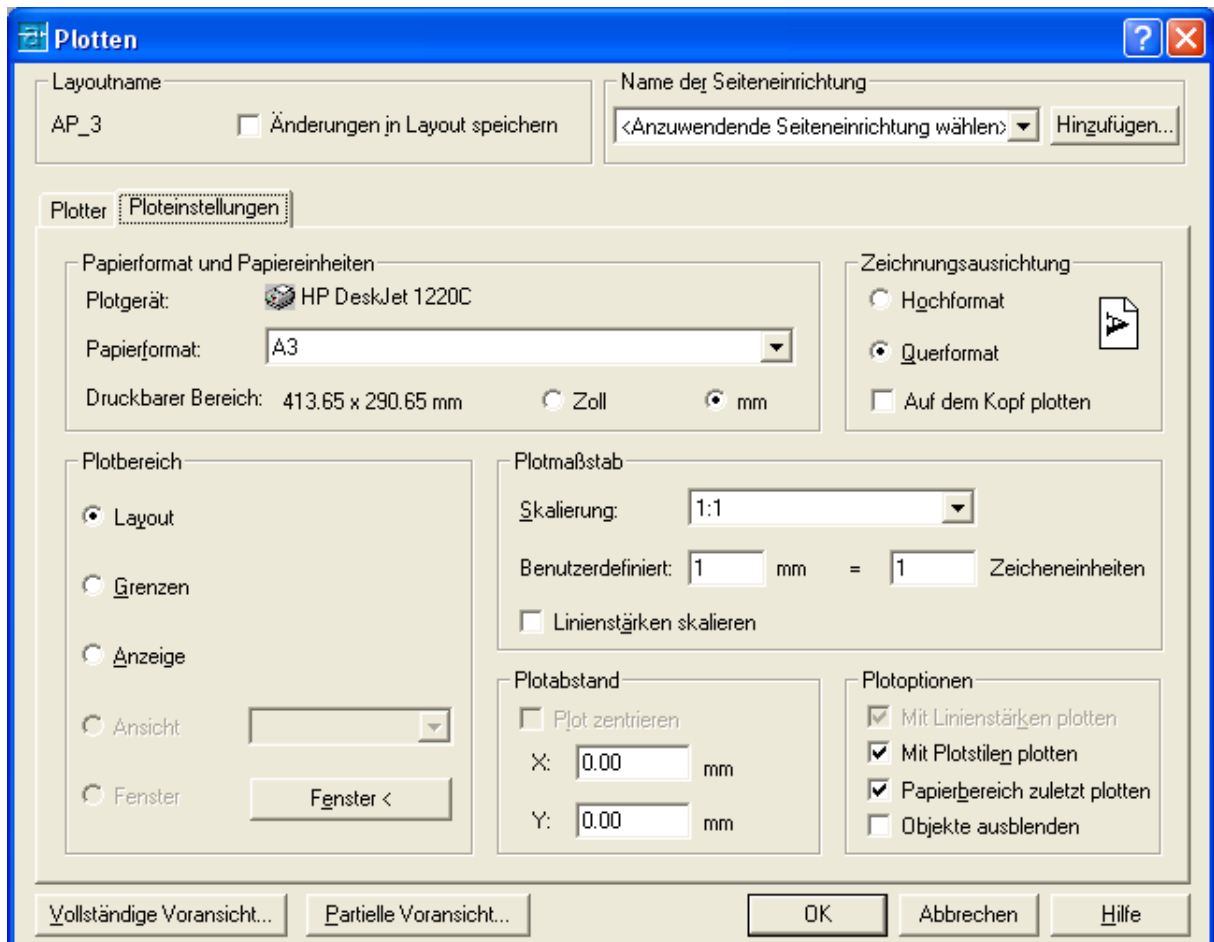 Plotten
Layoutname
AP_3
Änderungen in Layout speichern
Name der Seiteneinrichtung
<Anzuwendende Seiteneinrichtung wählen>
Hinzufügen...
Plotter
Ploteinstellungen
Papierformat und Papiereinheiten
Plotgerät:
HP DeskJet 1220C
Papierformat:
A3
Druckbarer Bereich:
413.65 x 290.65 mm
Zoll
mm
Zeichnungsausrichtung
Hochformat
A
Querformat
Auf dem Kopf plotten
Plotbereich
Layout
Grenzen
Anzeige
Ansicht
Fenster
Fenster <
Plotmaßstab
Skalierung:
1:1
Benutzerdefiniert:
1
mm
=
1
Zeicheneinheiten
Linienstärken skalieren
Plotabstand
Plot zentrieren
X:
0.00
mm
Y:
0.00
mm
Plotoptionen
Mit Linienstärken plotten
Mit Plotstilen plotten
Papierbereich zuletzt plotten
Objekte ausblenden
Vollständige Voransicht...
Partielle Voransicht...
OK
Abbrechen
Hilfe